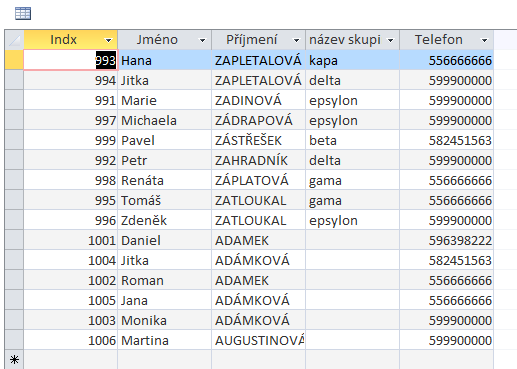 Indx Jméno Příjmení název skupi Telefon
993 Hana ZAPLETALOVÁ kapa 556666666
994 Jitka ZAPLETALOVÁ delta 599900000
991 Marie ZADINOVÁ epsylon 599900000
997 Michaela ZÁDRAPOVÁ epsylon 599900000
999 Pavel ZÁSTŘEŠEK beta 582451563
992 Petr ZAHRADNÍK delta 599900000
998 Renáta ZÁPLATOVÁ gama 556666666
995 Tomáš ZATLOUKAL gama 556666666
996 Zdeněk ZATLOUKAL epsylon 599900000
1001 Daniel ADAMEK 596398222
1004 Jitka ADÁMKOVÁ 582451563
1002 Roman ADAMEK 556666666
1005 Jana ADÁMKOVÁ 556666666
1003 Monika ADÁMKOVÁ 599900000
1006 Martina AUGUSTINOVÁ 599900000